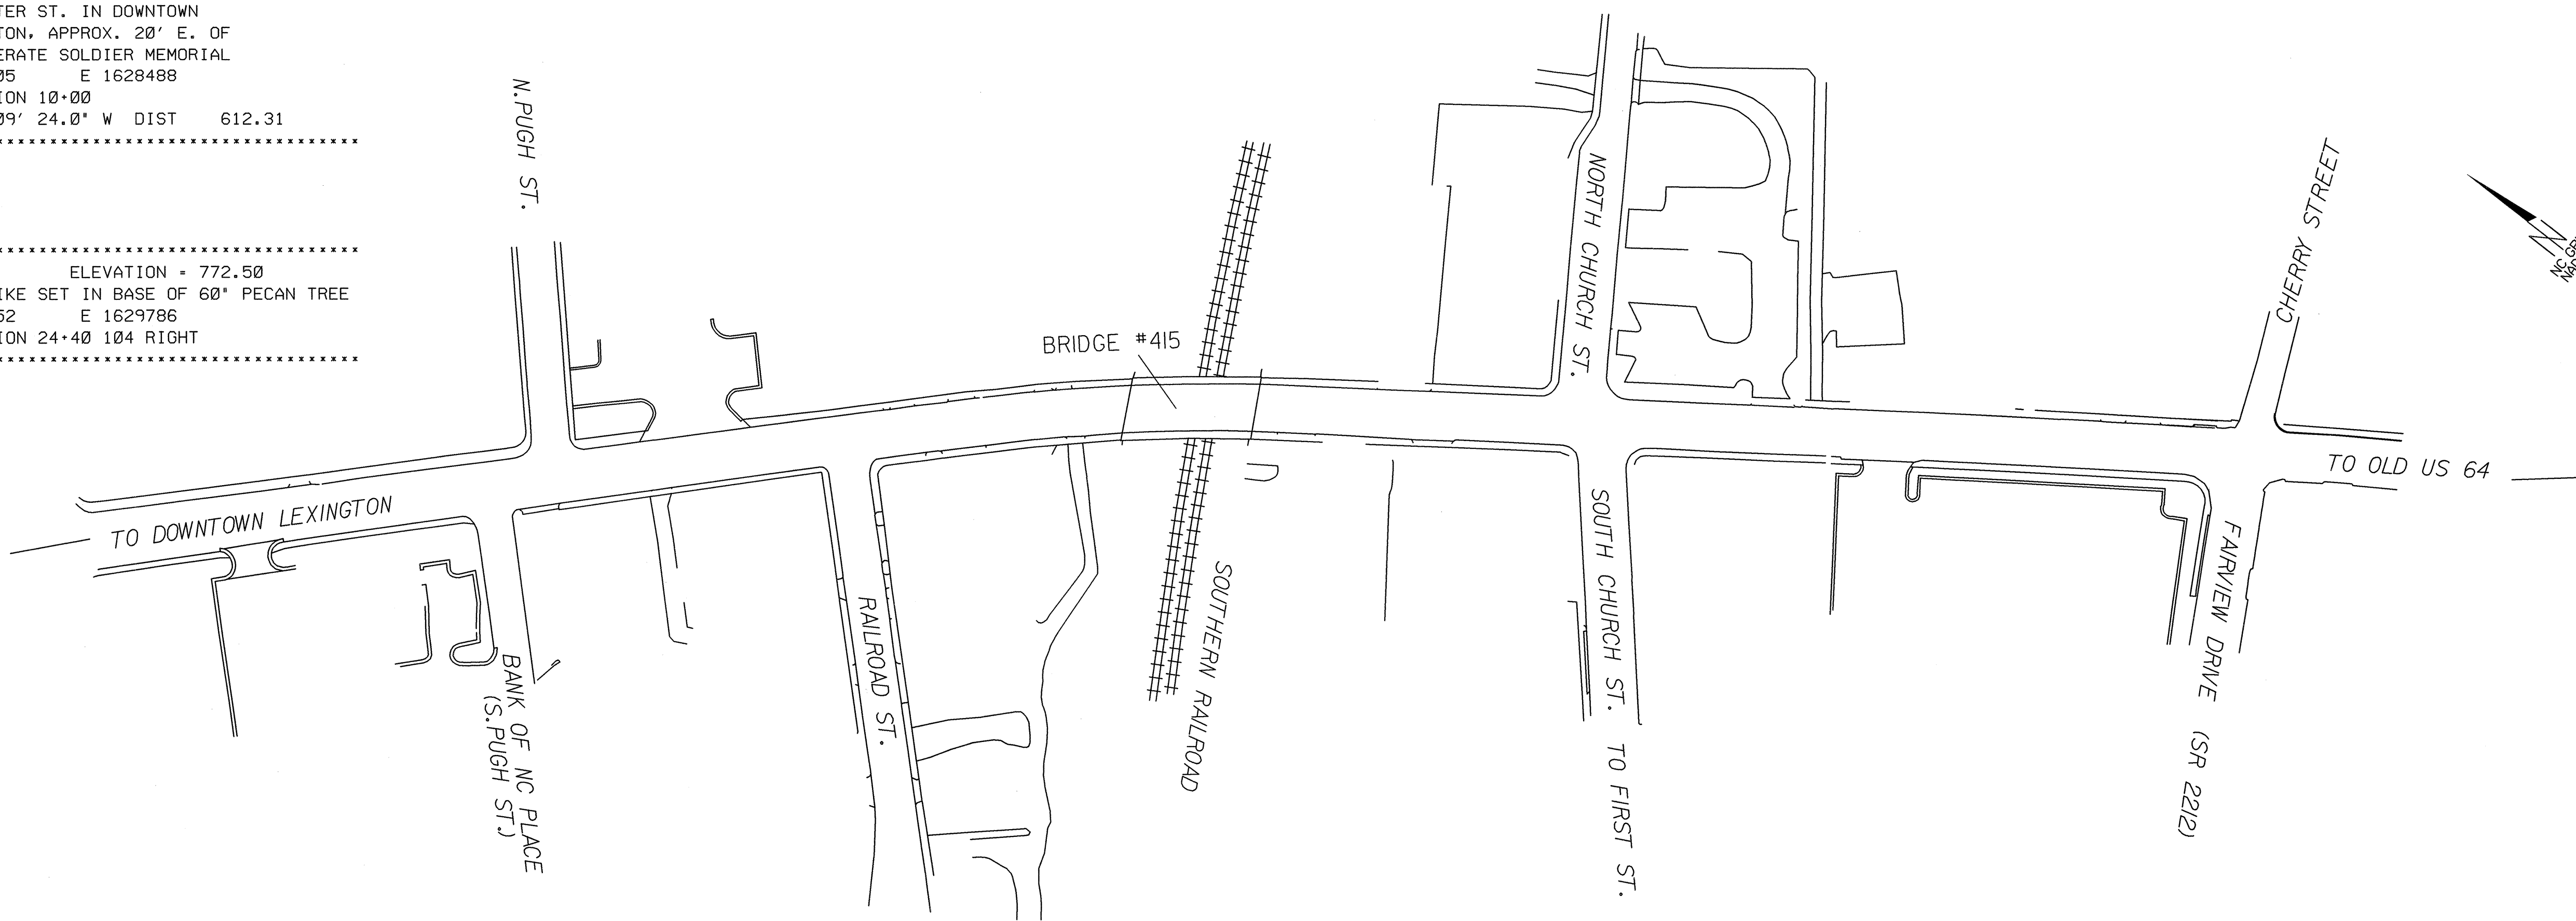 TER ST. IN DOWNTOWN
TON, APPROX. 20' E. OF
ERATE SOLDIER MEMORIAL
05 E 1628488
ION 10+00
09' 24.0" W DIST 612.31
ELEVATION = 772.50
IKE SET IN BASE OF 60" PECAN TREE
52 E 1629786
ION 24+40 104 RIGHT
N. PUGH ST.
BRIDGE #415
NORTH CHURCH ST.
CHERRY STREET
N
NC GRI
NAD
TO OLD US 64
TO DOWNTOWN LEXINGTON
BANK OF NC PLACE
(S. PUGH ST.)
RAILROAD ST.
SOUTHERN RAILROAD
SOUTH CHURCH ST. TO FIRST ST.
FAIRVIEW DRIVE (SR 2212)